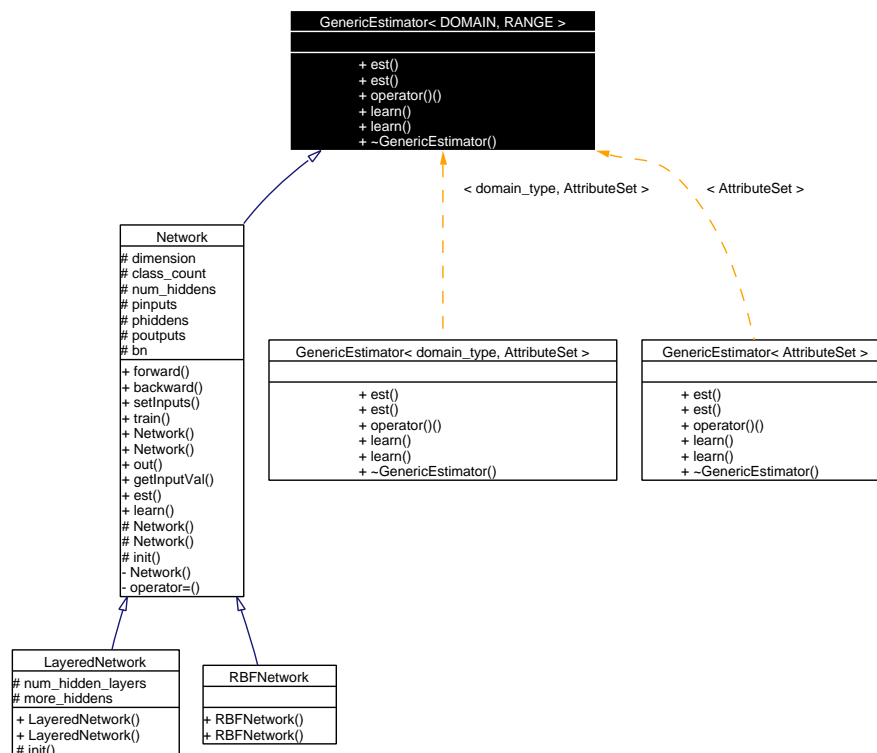 GenericEstimator< DOMAIN, RANGE >
+ est()
+ est()
+ operator()()
+ learn()
+ learn()
+ ~GenericEstimator()
< domain_type, AttributeSet >
< AttributeSet >
Network
# dimension
# class_count
# num_hiddens
# pinputs
# phiddens
# poutputs
# bn
+ forward()
+ backward()
+ setInputs()
+ train()
+ Network()
+ Network()
+ out()
+ getInputVal()
+ est()
+ learn()
# Network()
# Network()
# init()
- Network()
- operator=()
GenericEstimator< domain_type, AttributeSet >
+ est()
+ est()
+ operator()()
+ learn()
+ learn()
+ ~GenericEstimator()
GenericEstimator< AttributeSet >
+ est()
+ est()
+ operator()()
+ learn()
+ learn()
+ ~GenericEstimator()
LayeredNetwork
# num_hidden_layers
# more_hiddens
+ LayeredNetwork()
+ LayeredNetwork()
# init()
RBFNetwork
+ RBFNetwork()
+ RBFNetwork()